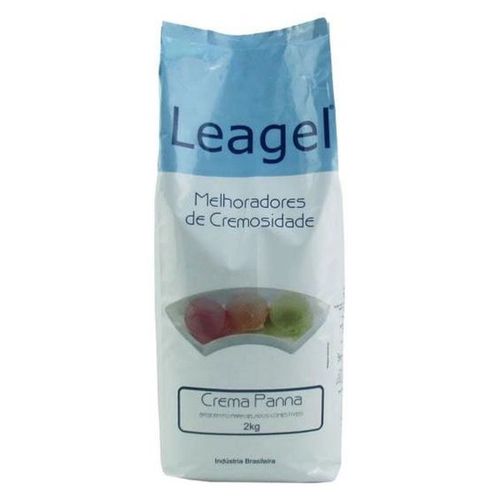 Leagel
Melhoradores
de Cremosidade
Crema Panna
2kg
Indústria Brasileira